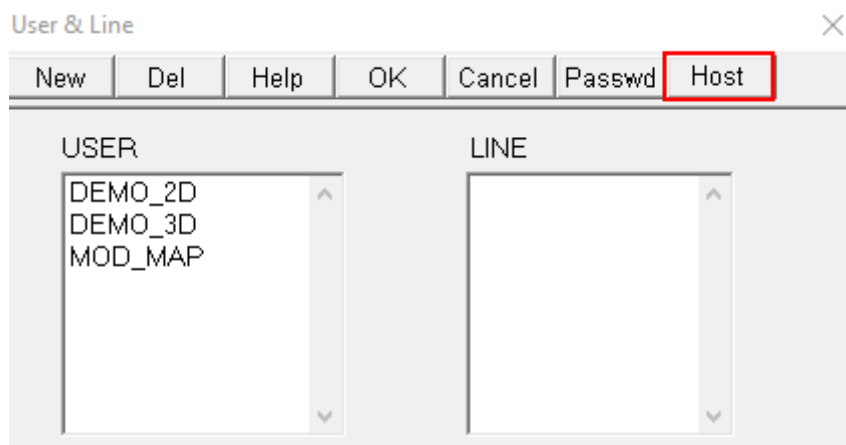 User & Line
New Del Help OK Cancel Passwd Host
USER LINE
DEMO_2D
DEMO_3D
MOD_MAP